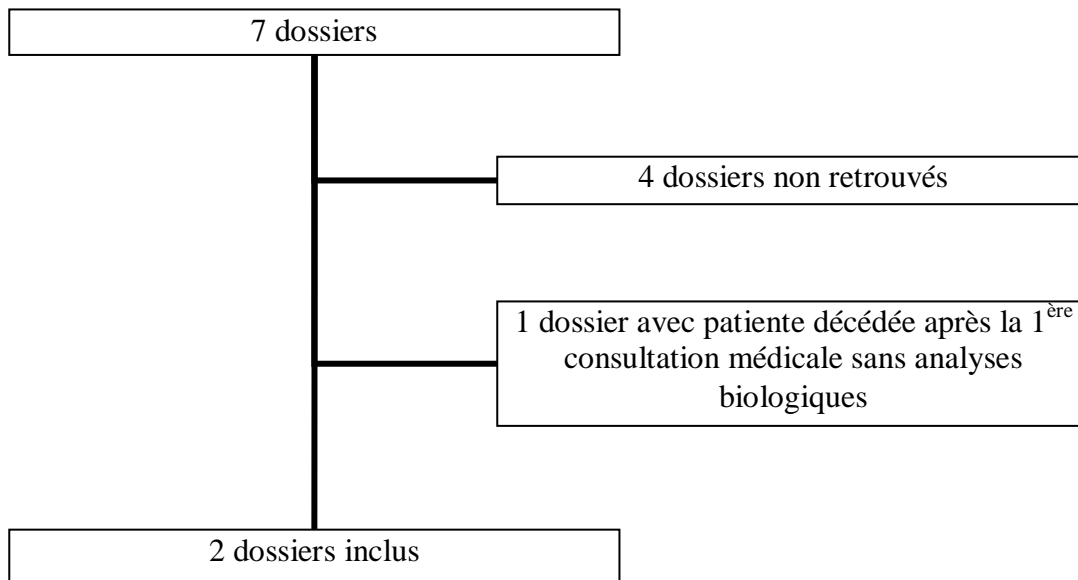 7 dossiers
4 dossiers non retrouvés
1 dossier avec patiente décédée après la 1ère
consultation médicale sans analyses
biologiques
2 dossiers inclus